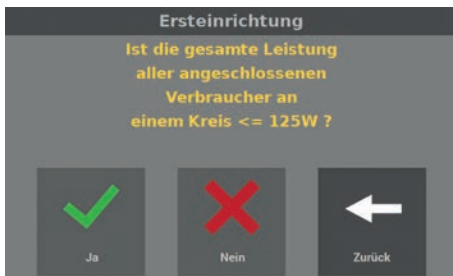 Ersteinrichtung
Ist die gesamte Leistung
aller angeschlossenen
Verbraucher an
einem Kreis <= 125W ?
Ja Nein Zurück